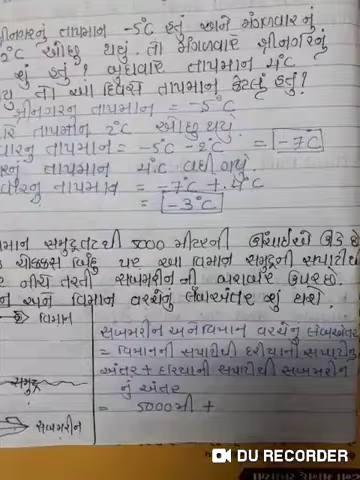 શ્રીનગરનું તાપમાન -5°C હતું અને મંગળવારનું
2°C ઓછુ થયું. તો મંગળવારે શ્રીનગરનું
શું હતું? બુધવારે તાપમાન 4°C
તો આ દિવસે તાપમાન કેટલું હતું?
શ્રીનગરનું તાપમાન = -5°C
તાપમાન 2°C ઓછુ થયું.
તાપમાન = -5°C -2°C = -7°C
તાપમાન 4°C વધી ગયું.
તાપમાન = -7°C + 4°C
= -3°C
સમુદ્રતટથી 5000 મીટરની ઊંચાઈએ ઉડે છે
ચોક્કસ બિંદુ પર આ વિમાન સમુદ્રની સપાટીથી
નીચે તરતી સબમરીનની બરાબર ઉપર છે.
અને વિમાન વચ્ચેનું લંબઅંતર શું થશે.
વિમાન
સબમરીન અને વિમાન વચ્ચેનું લંબઅંતર
= વિમાનની સપાટીથી દરીયાની સપાટીનુ
અંતર + દરિયાની સપાટીથી સબમરીન
નું અંતર
સમુદ્ર
= 5000મી +
સબમરીન
DU RECORDER